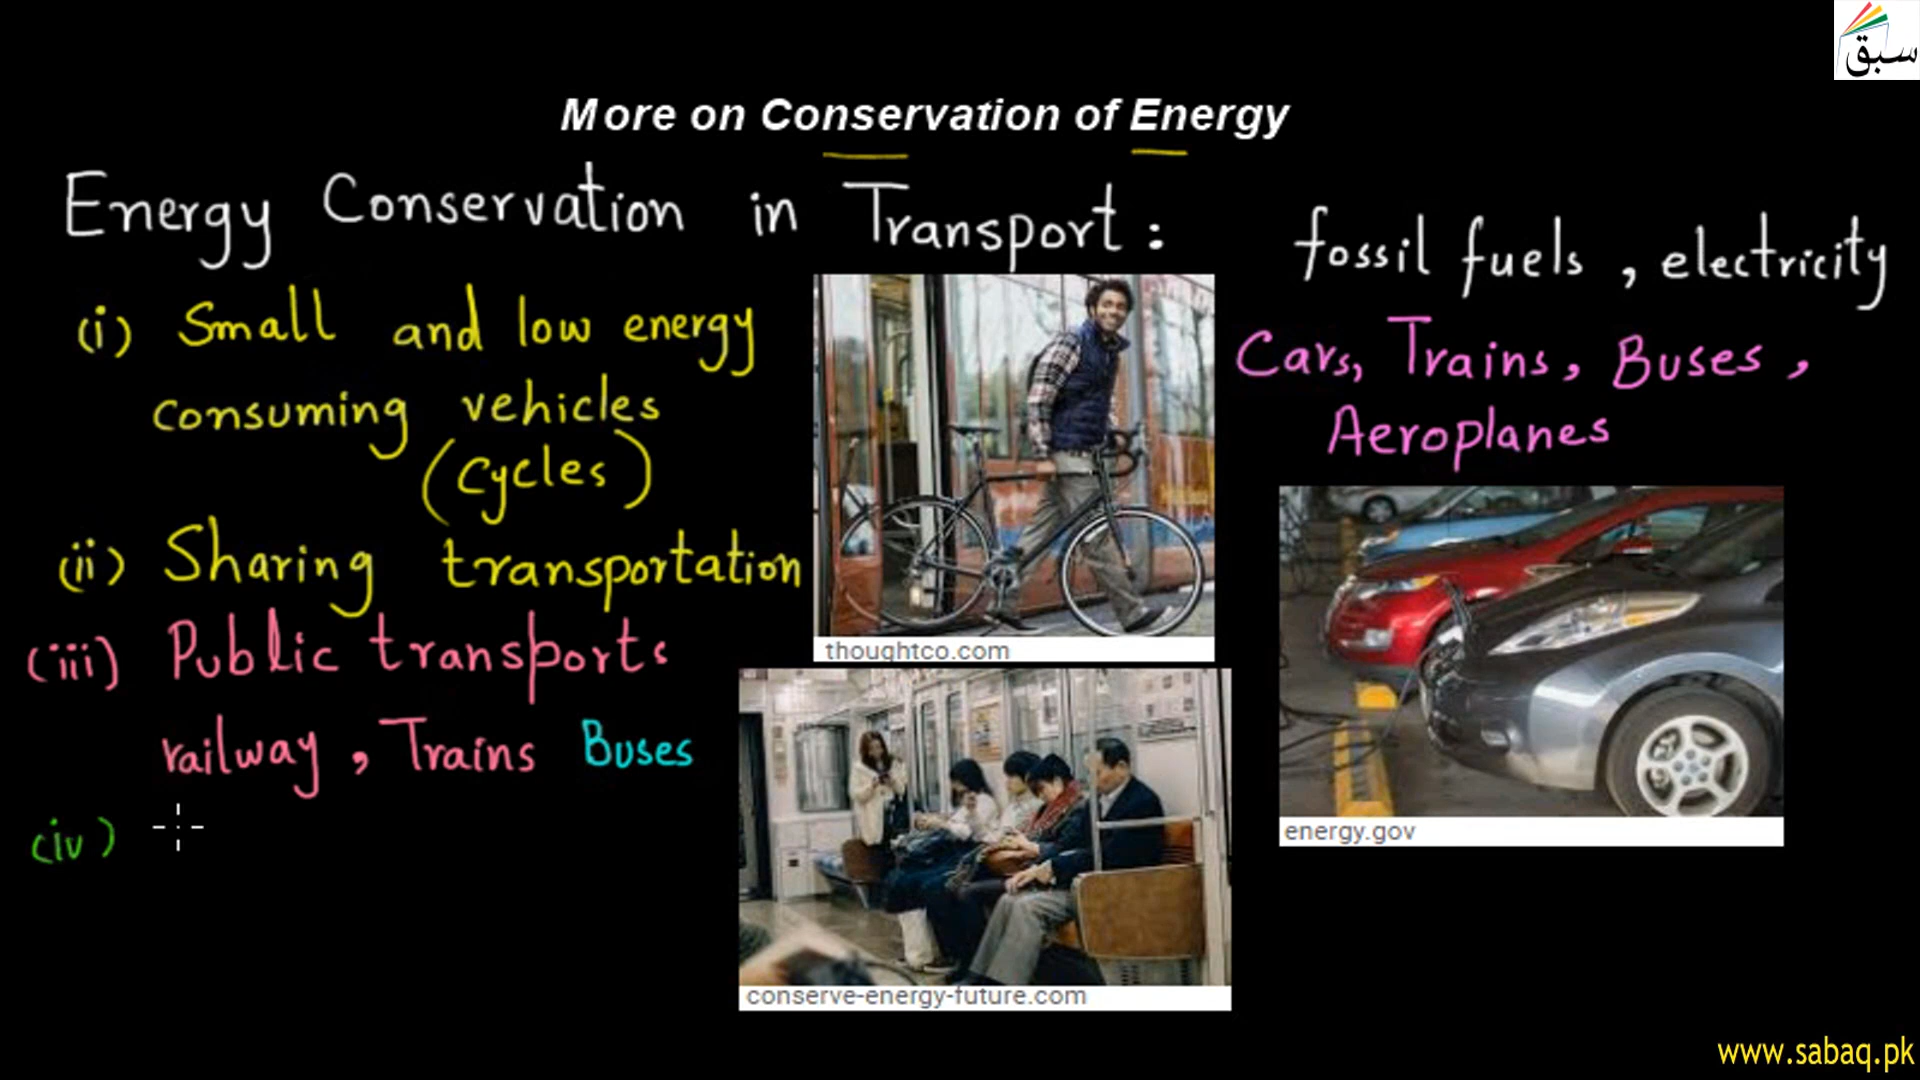 سبق
More on Conservation of Energy
Energy Conservation in Transport :
fossil fuels , electricity
Cars, Trains, Buses ,
Aeroplanes
(i) Small and low energy
consuming vehicles
(Cycles)
(ii) Sharing transportation
(iii) Public transports
railway , Trains Buses
(iv)
thoughtco.com
energy.gov
conserve-energy-future.com
www.sabaq.pk